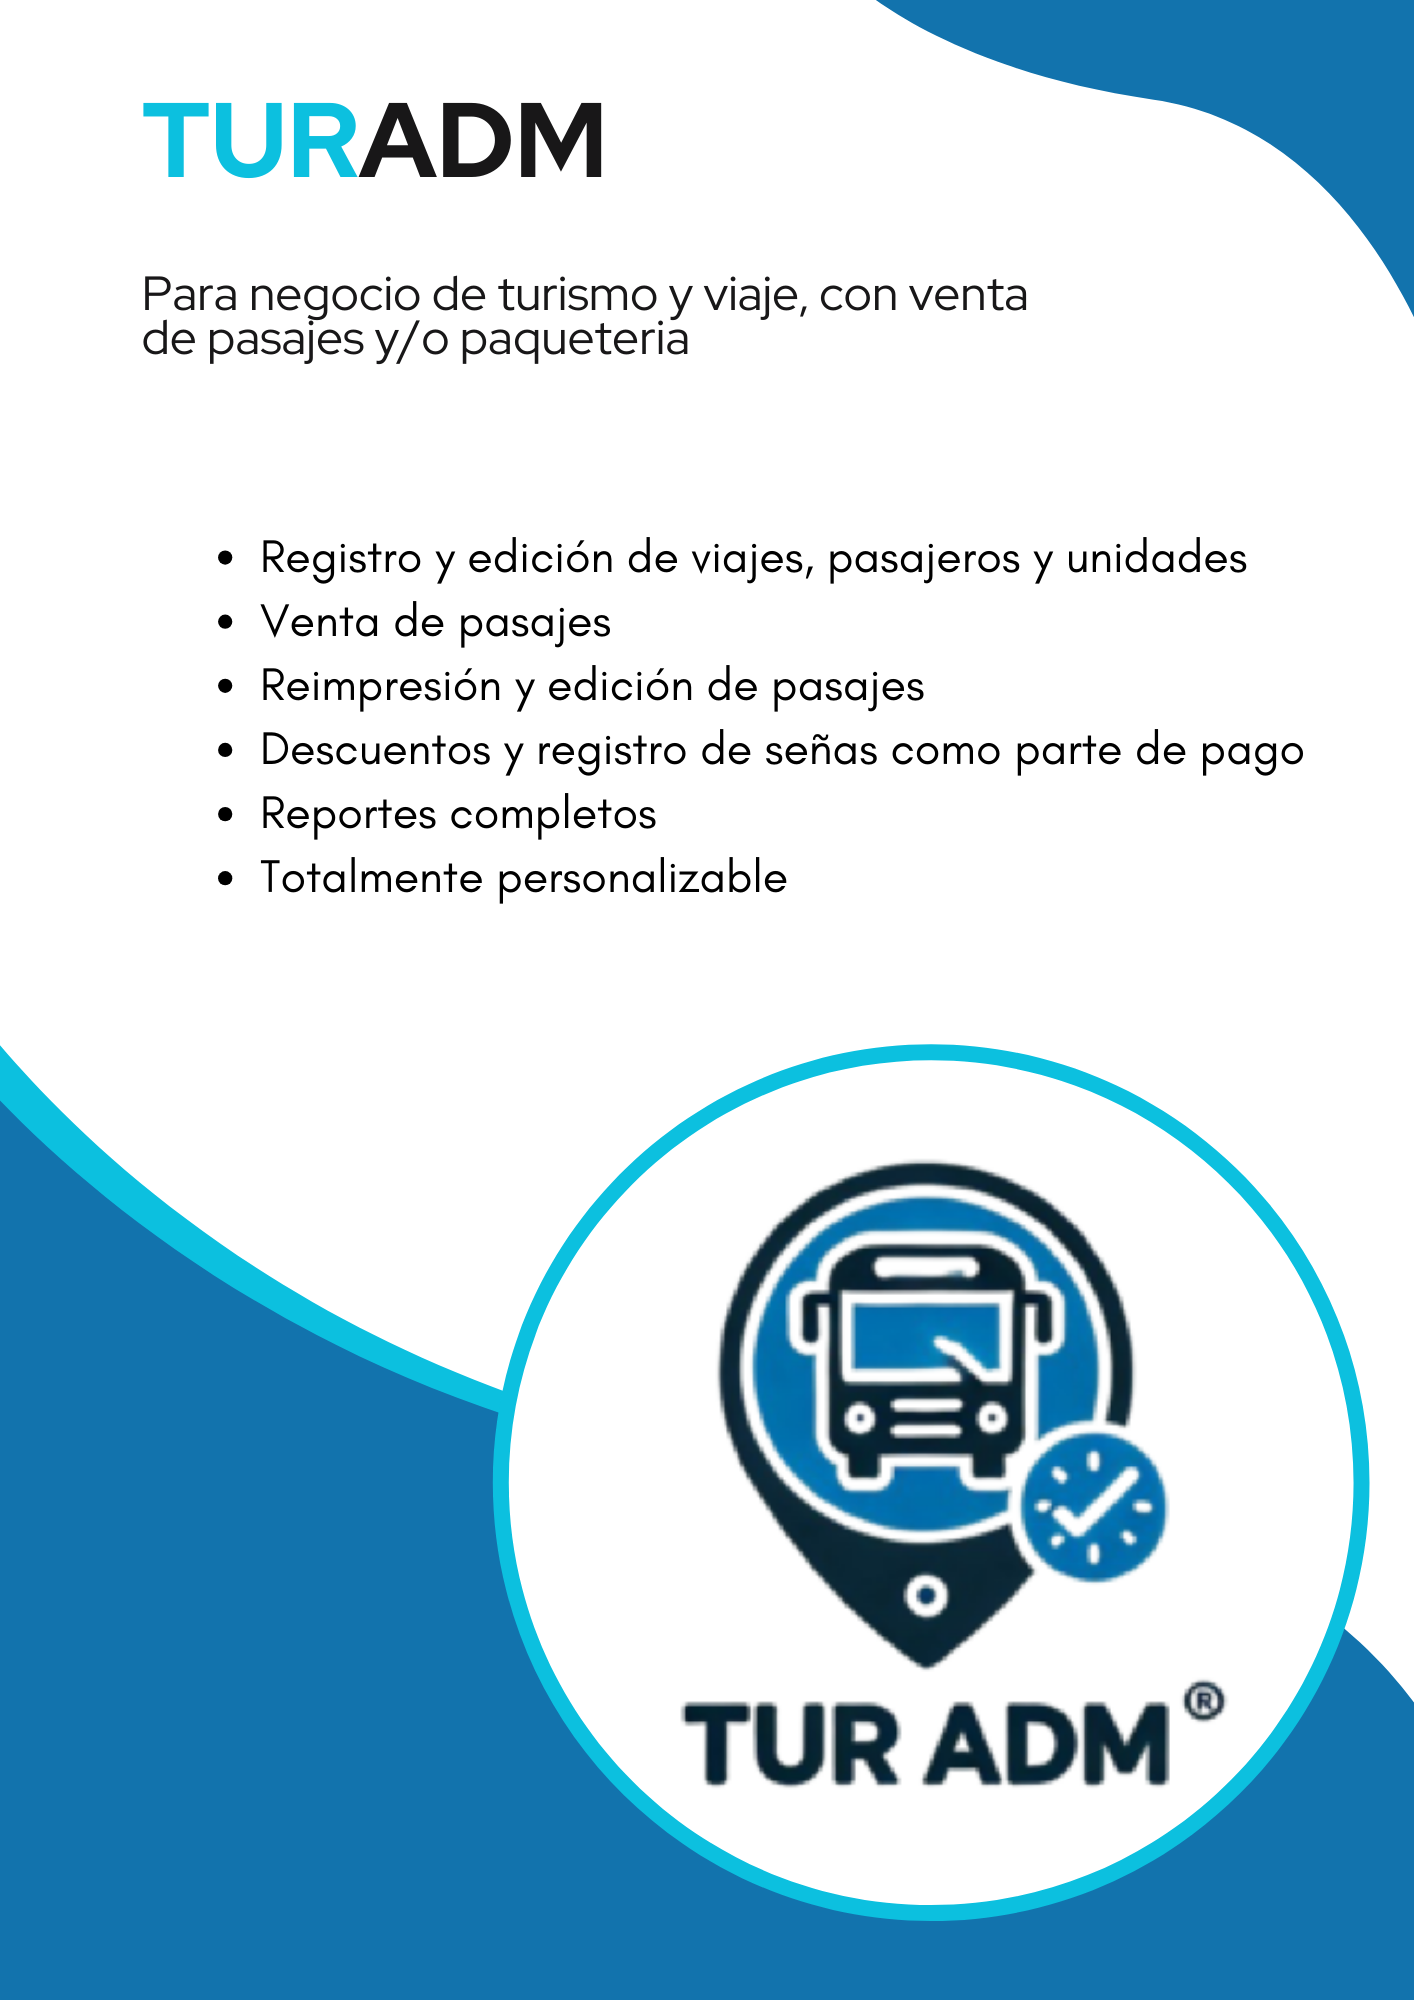 TURADM
Para negocio de turismo y viaje, con venta
de pasajes y/o paqueteria
• Registro y edición de viajes, pasajeros y unidades
• Venta de pasajes
• Reimpresión y edición de pasajes
• Descuentos y registro de señas como parte de pago
• Reportes completos
• Totalmente personalizable
TUR ADM®